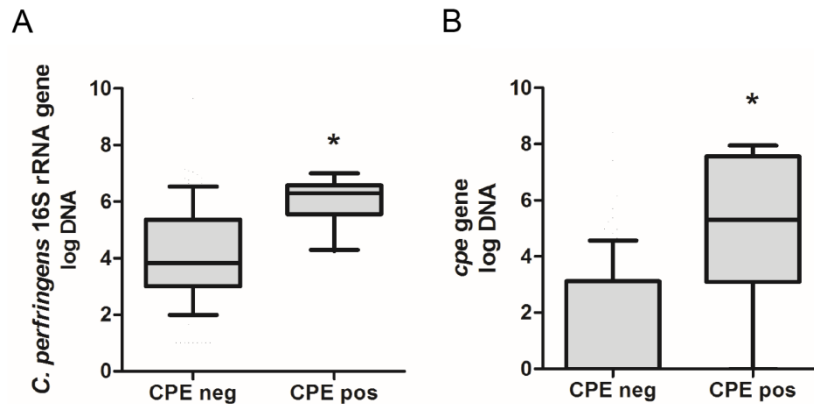 A
C. perfringens 16S rRNA gene
log DNA
10
8
6
4
2
0
*
CPE neg
CPE pos
B
cpe gene
log DNA
10
8
6
4
2
0
*
CPE neg
CPE pos